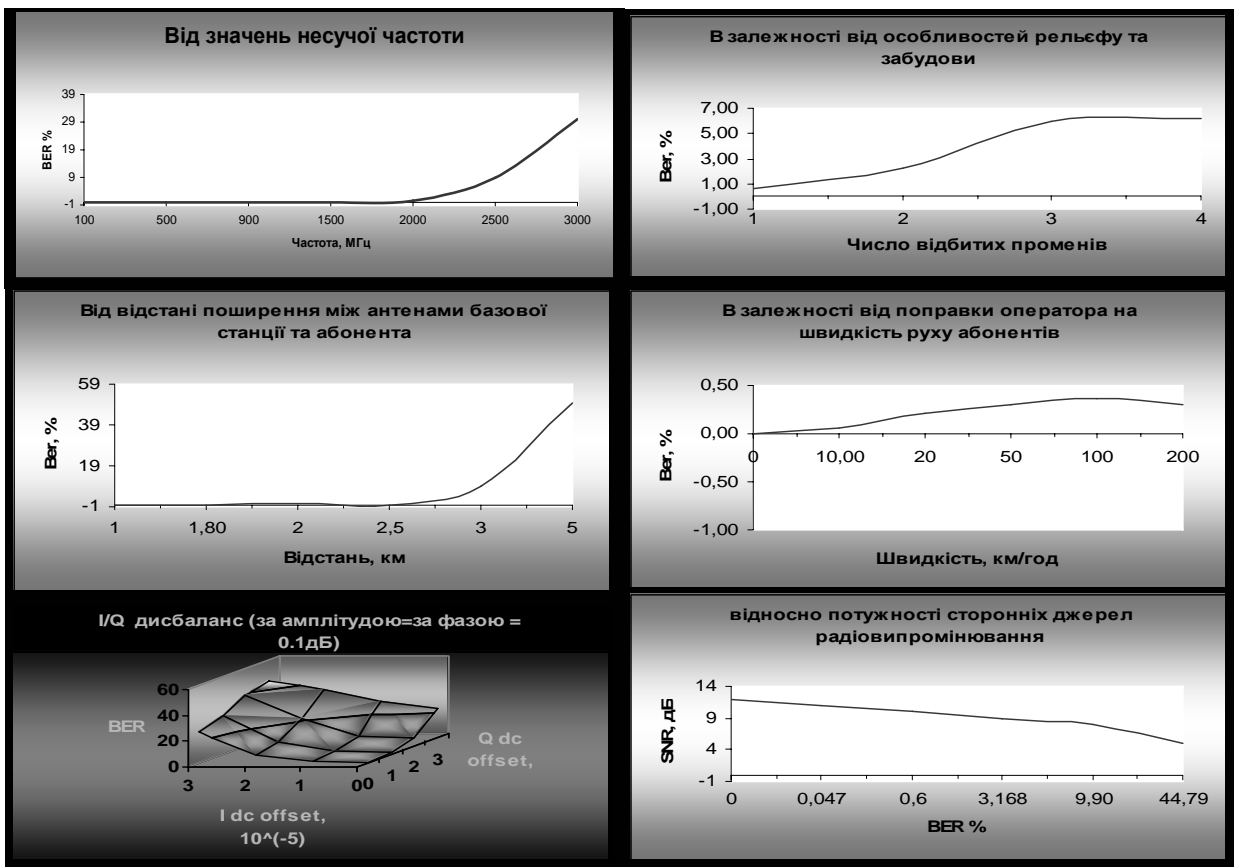 Від значень несучої частоти
39
29
19
9
-1
BER %
100 500 900 1500 2000 2500 3000
Частота, МГц
В залежності від особливостей рельєфу та
забудови
7,00
5,00
3,00
1,00
-1,00
Ber, %
1 2 3 4
Число відбитих променів
Від відстані поширення між антенами базової
станції та абонента
59
39
19
-1
Ber, %
1 1,80 2 2,5 3 5
Відстань, км
В залежності від поправки оператора на
швидкість руху абонентів
0,50
0,00
-0,50
-1,00
Ber, %
0 10,00 20 50 100 200
Швидкість, км/год
I/Q дисбаланс (за амплітудою=за фазою =
0.1дБ)
60
40
20
0
BER
3 2 1 0
0 1 2 3
Q dc
offset,
I dc offset,
10^(-5)
відносно потужності сторонніх джерел
радіовипромінювання
14
9
4
-1
SNR, дБ
0 0,047 0,6 3,168 9,90 44,79
BER %